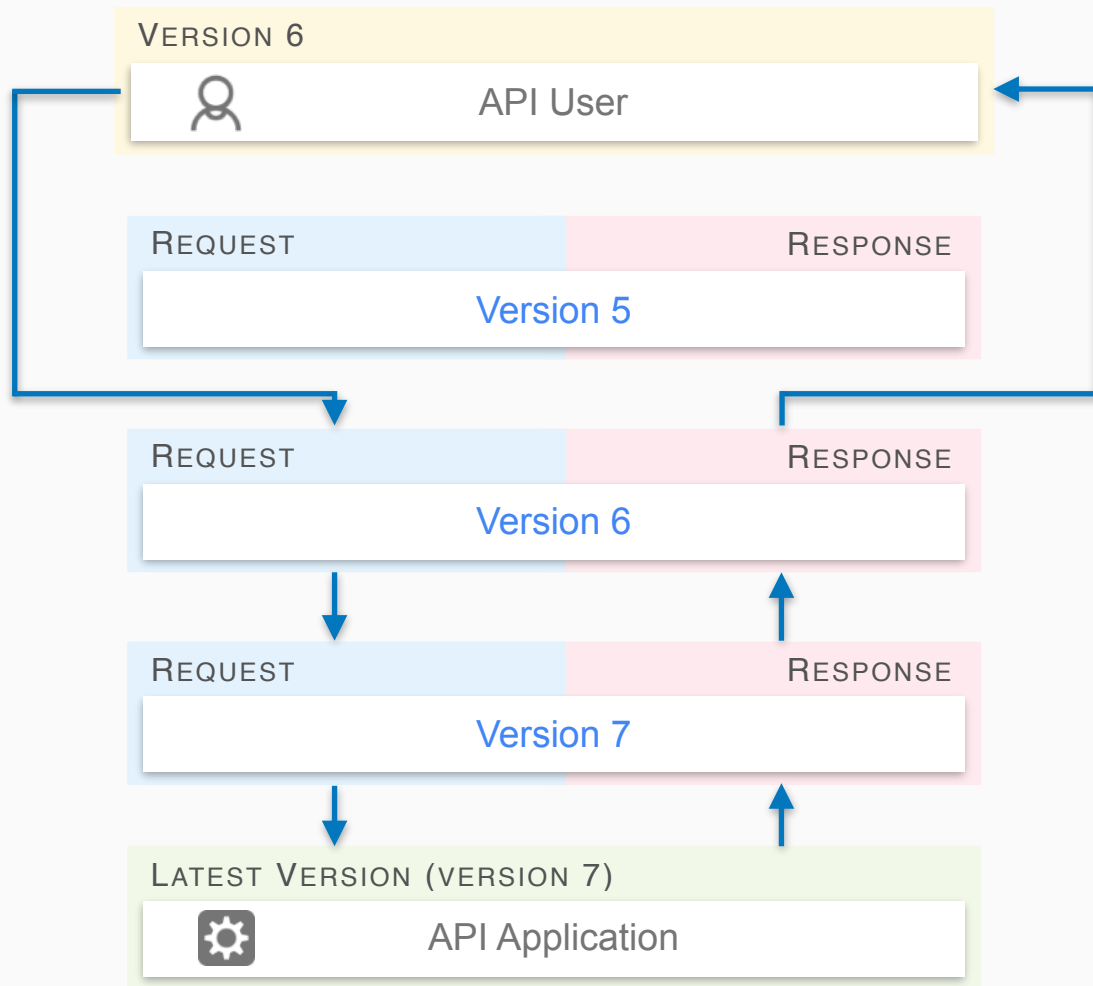 VERSION 6
API User
REQUEST
RESPONSE
Version 5
REQUEST
RESPONSE
Version 6
REQUEST
RESPONSE
Version 7
LATEST VERSION (VERSION 7)
API Application